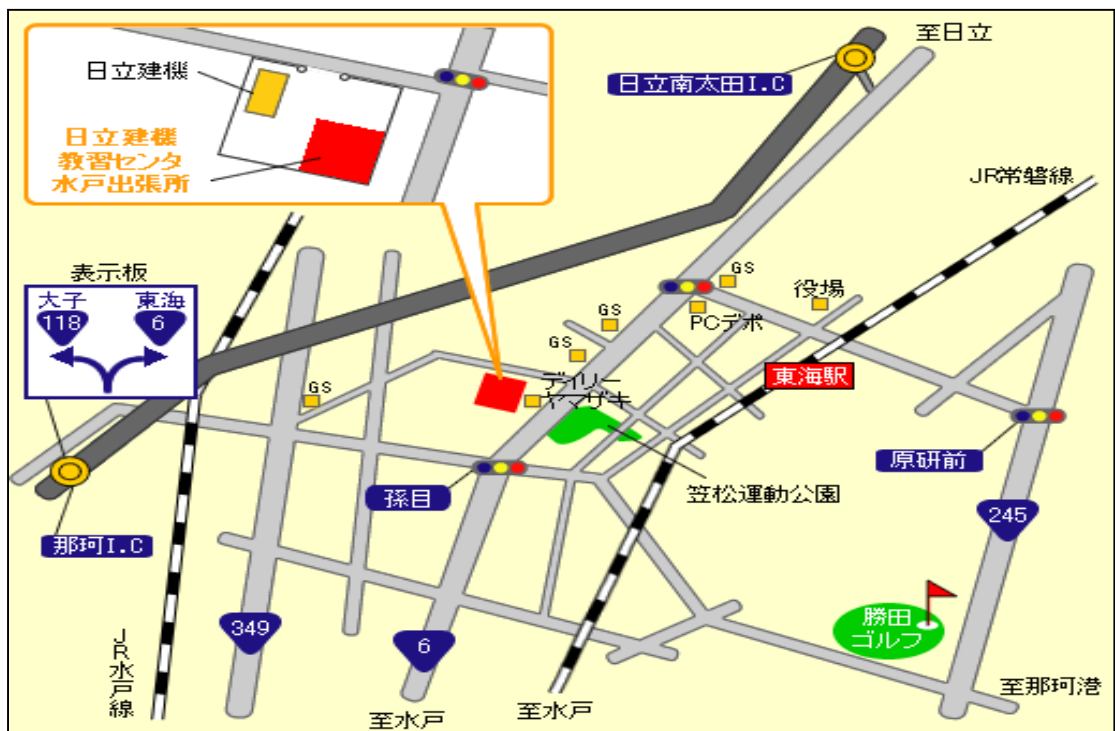 至日立
日立建機
日立南太田I.C
日立建機
教習センタ
水戸出張所
JR常磐線
表示板
大子
東海
118
6
GS
役場
GS
PCデポ
GS
東海駅
GS
デイリー
ヤマザキ
原研前
孫目
笠松運動公園
那珂I.C
245
349
6
勝田
ゴルフ
JR水戸線
至那珂港
至水戸
至水戸